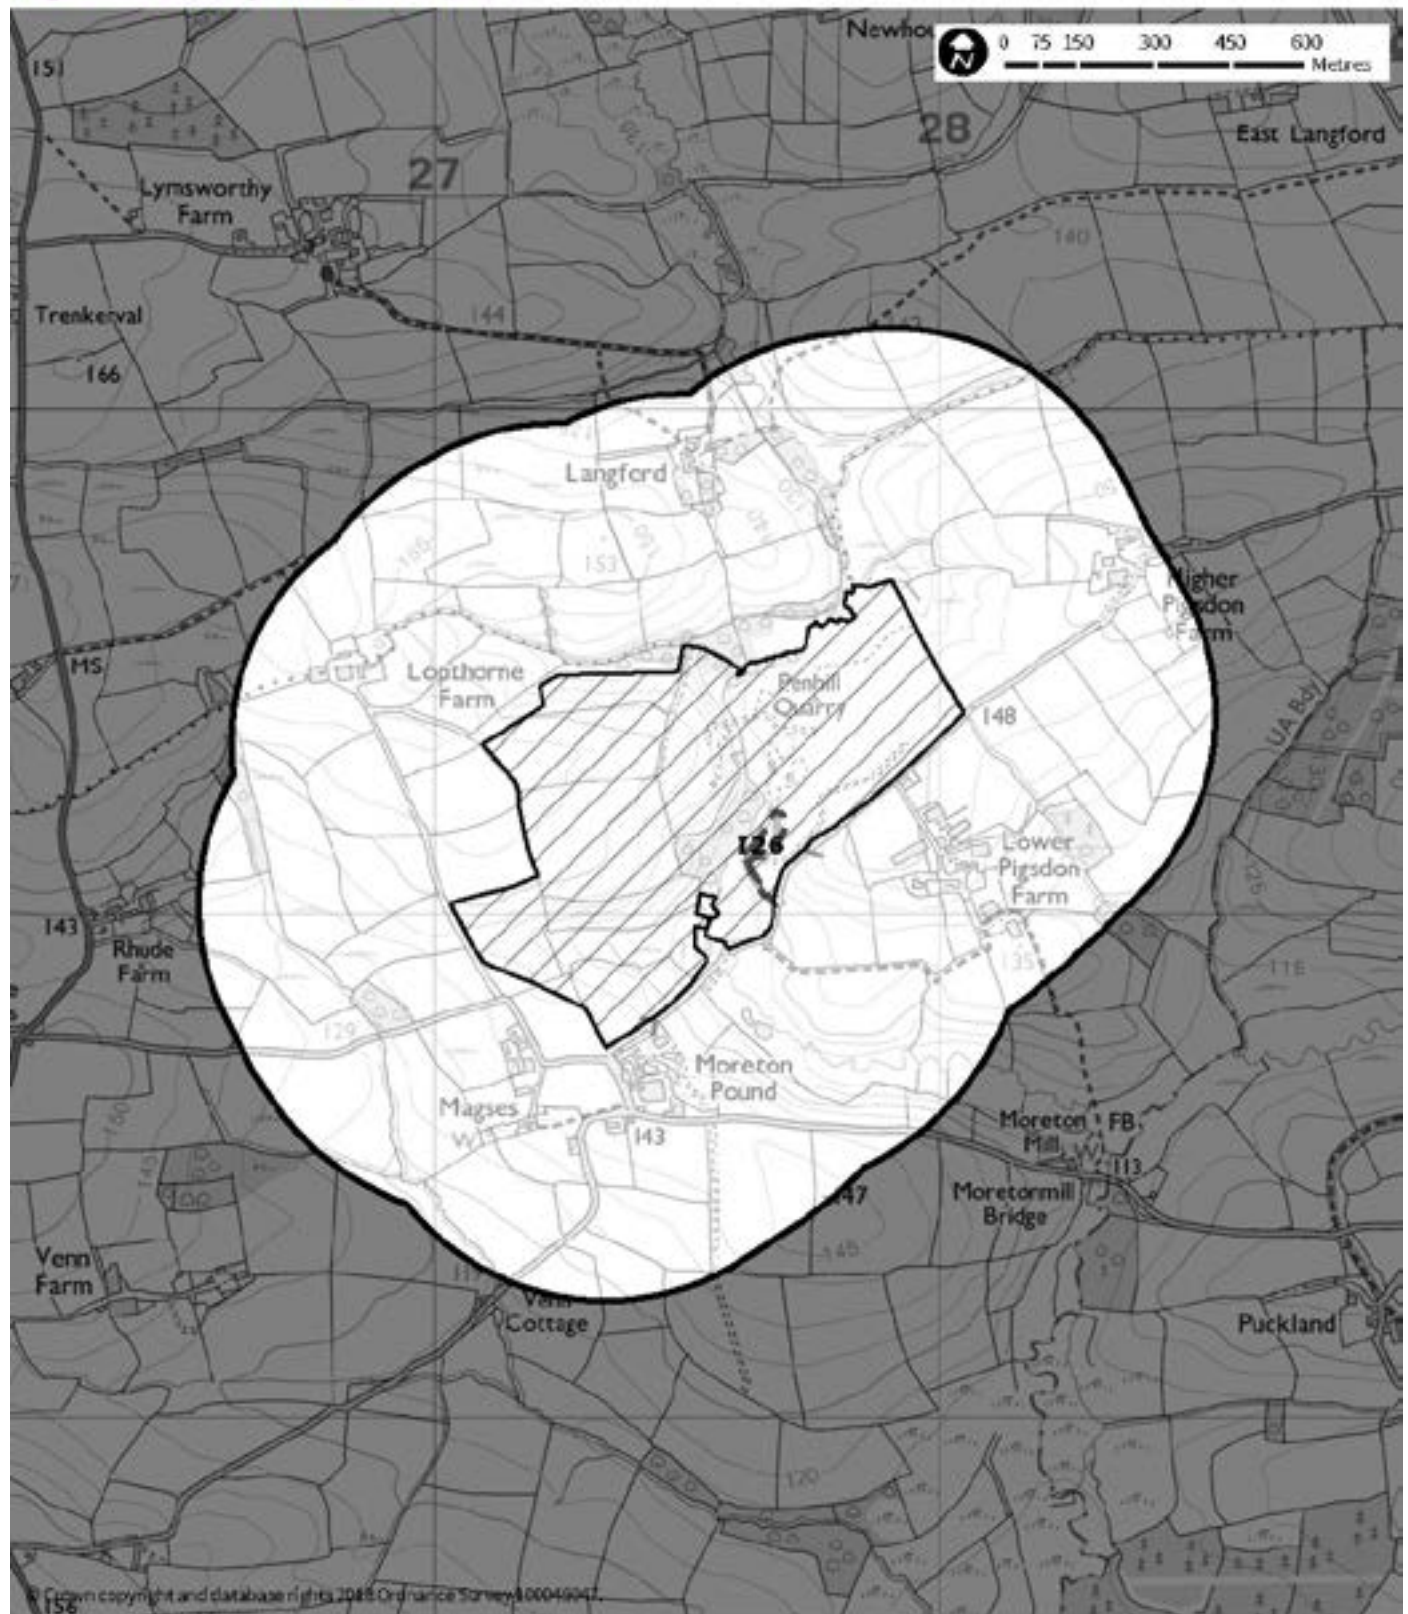 151
0 75 150 300 450 600
Metres
28
East Langford
27
Lymsworthy
Farm
140
Trenkerval
144
166
Langford
153
Higher
Pigsdon
Farm
MS
Lopthorne
Farm
Penhill
Quarry
148
UA Bdy
126
Lower
Pigsdon
Farm
143
Rhude
Farm
135
116
129
Moreton
Pound
Magses
W
143
Moreton
Mill
FB
W
113
Moretonmill
Bridge
147
145
Venn
Farm
Venn
Cottage
Puckland
120
© Crown copyright and database rights 2018 Ordnance Survey 100049047.
156